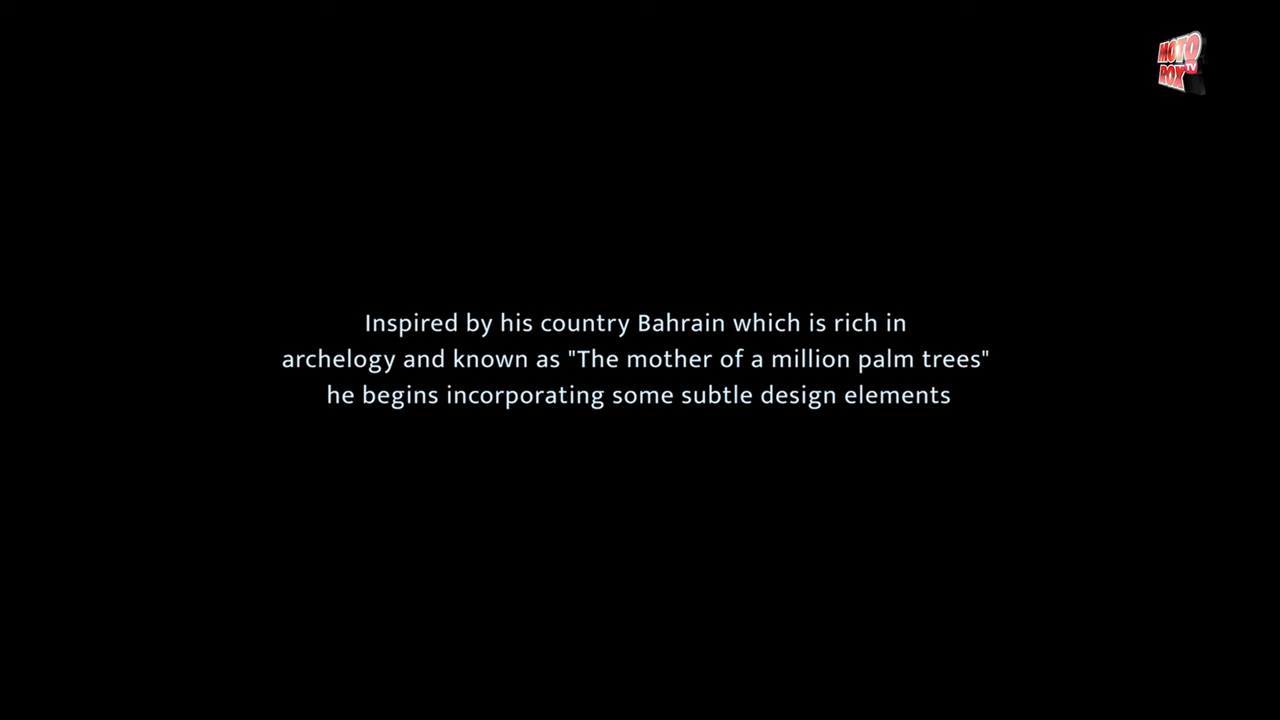 MOTO
ROX TV
Inspired by his country Bahrain which is rich in
archelogy and known as "The mother of a million palm trees"
he begins incorporating some subtle design elements